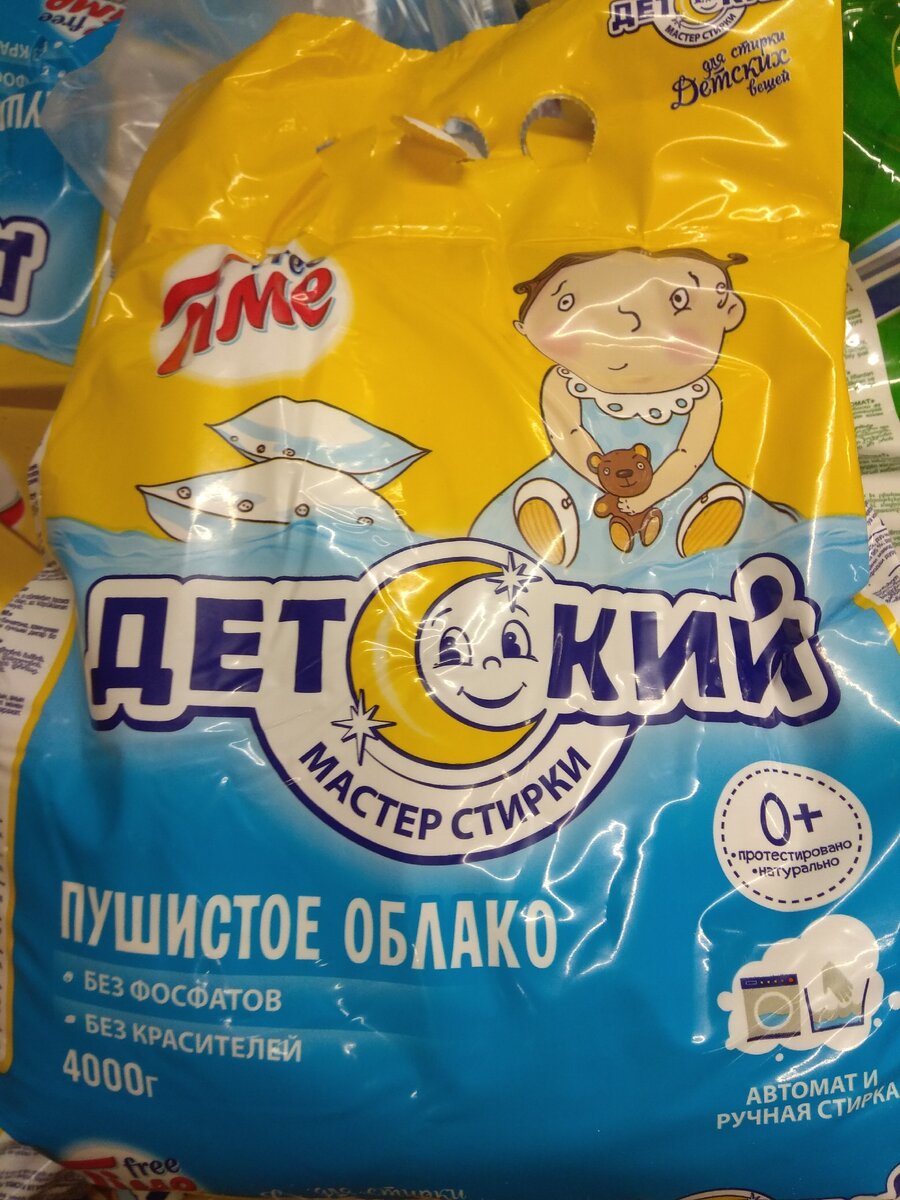 ДЕТСКИЙ
МАСТЕР СТИРКИ
для стирки
Детских
вещей
free
Time
ДЕТСКИЙ
МАСТЕР СТИРКИ
0+
•протестировано
•натурально
ПУШИСТОЕ ОБЛАКО
• БЕЗ ФОСФАТОВ
• БЕЗ КРАСИТЕЛЕЙ
4000г
АВТОМАТ И
РУЧНАЯ СТИРКА
free
Time